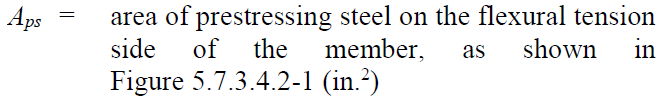 Aps = area of prestressing steel on the flexural tension
side of the member, as shown in
Figure 5.7.3.4.2-1 (in.²)